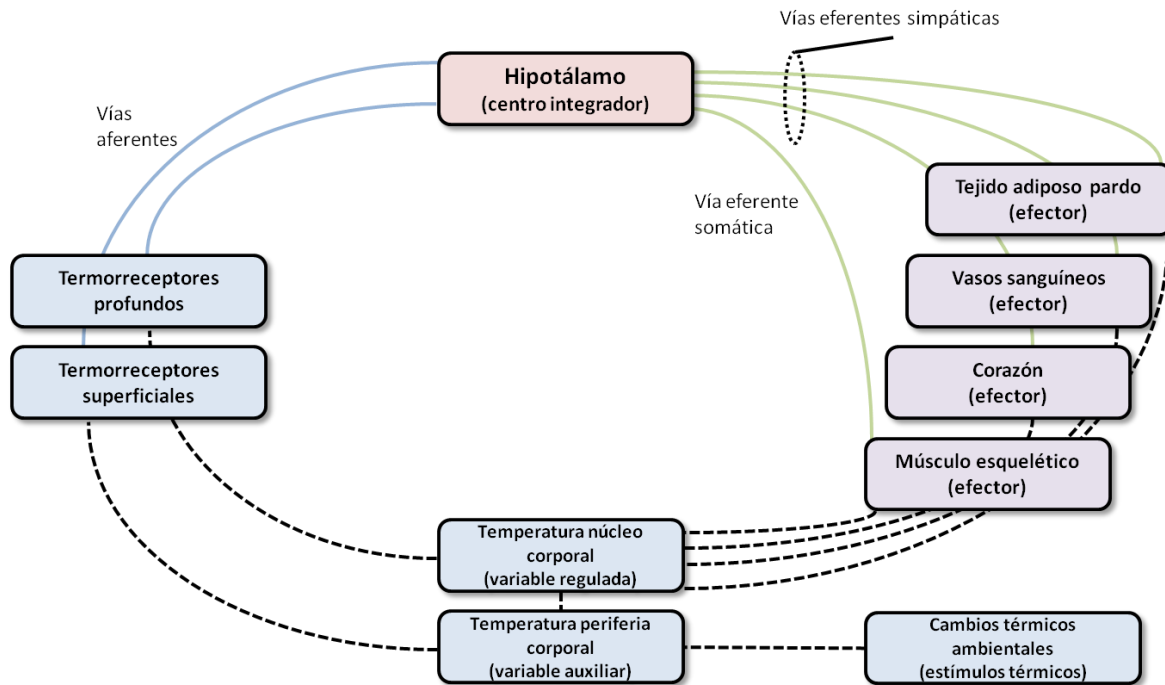 Vías eferentes simpáticas
Hipotálamo
(centro integrador)
Vías
aferentes
Tejido adiposo pardo
(efector)
Vía eferente
somática
Termorreceptores
profundos
Vasos sanguíneos
(efector)
Termorreceptores
superficiales
Corazón
(efector)
Músculo esquelético
(efector)
Temperatura núcleo
corporal
(variable regulada)
Temperatura periferia
corporal
(variable auxiliar)
Cambios térmicos
ambientales
(estímulos térmicos)